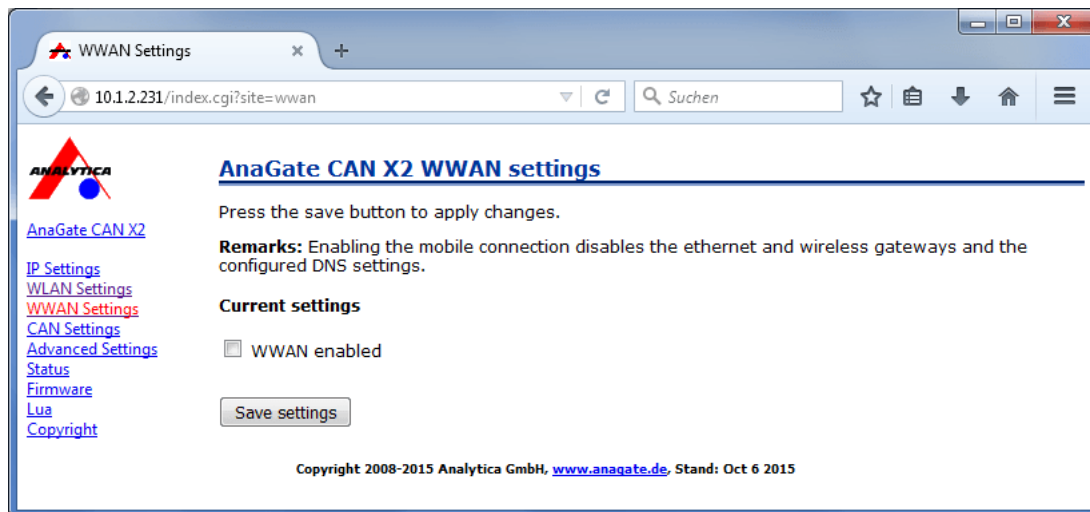 WWAN Settings
10.1.2.231/index.cgi?site=wwan
Suchen
ANALYTICA
AnaGate CAN X2 WWAN settings
Press the save button to apply changes.
AnaGate CAN X2
Remarks: Enabling the mobile connection disables the ethernet and wireless gateways and the
configured DNS settings.
IP Settings
WLAN Settings
WWAN Settings
CAN Settings
Advanced Settings
Status
Firmware
Lua
Copyright
Current settings
WWAN enabled
Save settings
Copyright 2008-2015 Analytica GmbH, www.anagate.de, Stand: Oct 6 2015